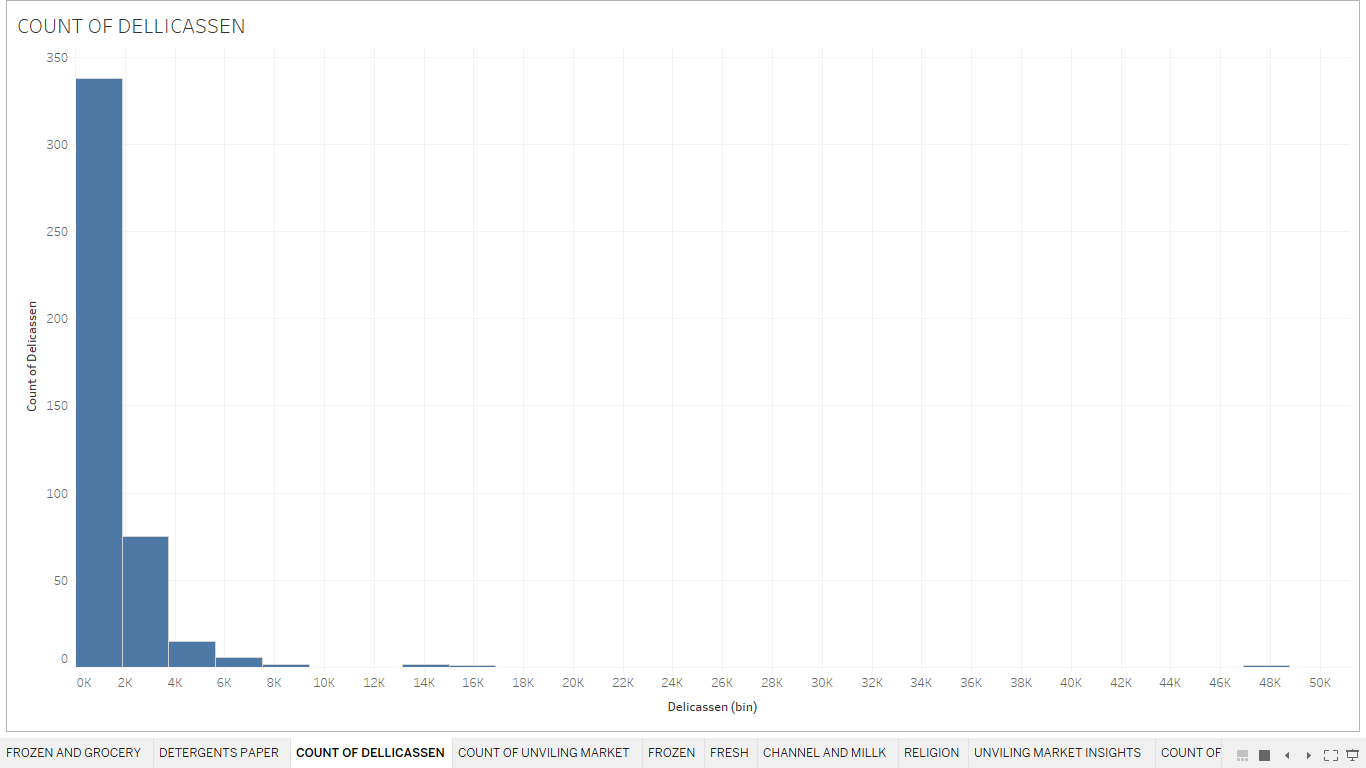 COUNT OF DELLICASSEN
350
300
250
200
150
100
50
0
Count of Delicassen
0K 2K 4K 6K 8K 10K 12K 14K 16K 18K 20K 22K 24K 26K 28K 30K 32K 34K 36K 38K 40K 42K 44K 46K 48K 50K
Delicassen (bin)
FROZEN AND GROCERY DETERGENTS PAPER COUNT OF DELLICASSEN COUNT OF UNVILING MARKET FROZEN FRESH CHANNEL AND MILLK RELIGION UNVILING MARKET INSIGHTS COUNT OF